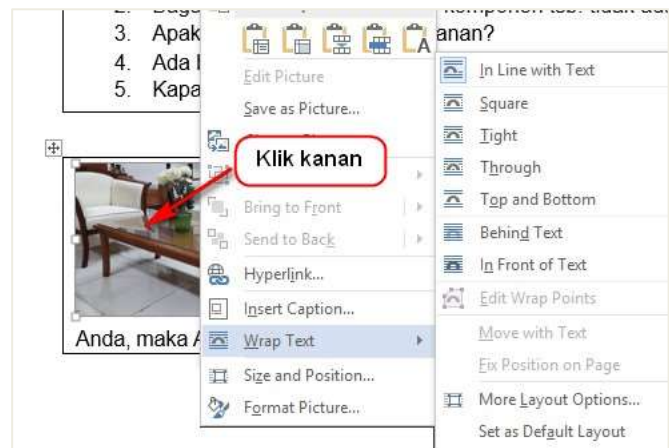 komponen tsb. tidak
3. Apak
anan?
4. Ada
5. Kapa
Edit Picture
Save as Picture...
Klik kanan
Bring to Front
Send to Back
Hyperlink...
Insert Caption...
Anda, maka
Wrap Text
Size and Position...
Format Picture...
In Line with Text
Square
Tight
Through
Top and Bottom
Behind Text
In Front of Text
Edit Wrap Points
Move with Text
Fix Position on Page
More Layout Options...
Set as Default Layout